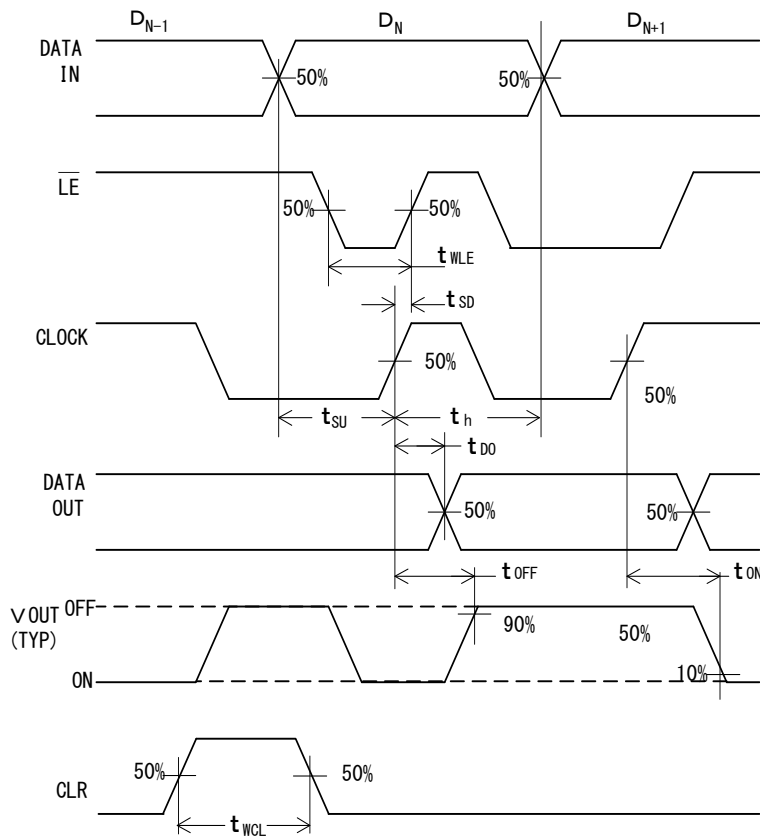 D N-1 D N D N+1
DATA IN
50% 50%
LE
50% 50%
t WLE
t SD
CLOCK
50% 50%
t SU t h
t DO
DATA OUT
50% 50%
t OFF t ON
VOUT (TYP)
OFF
90% 50%
ON
10%
50% 50%
CLR
t WCL